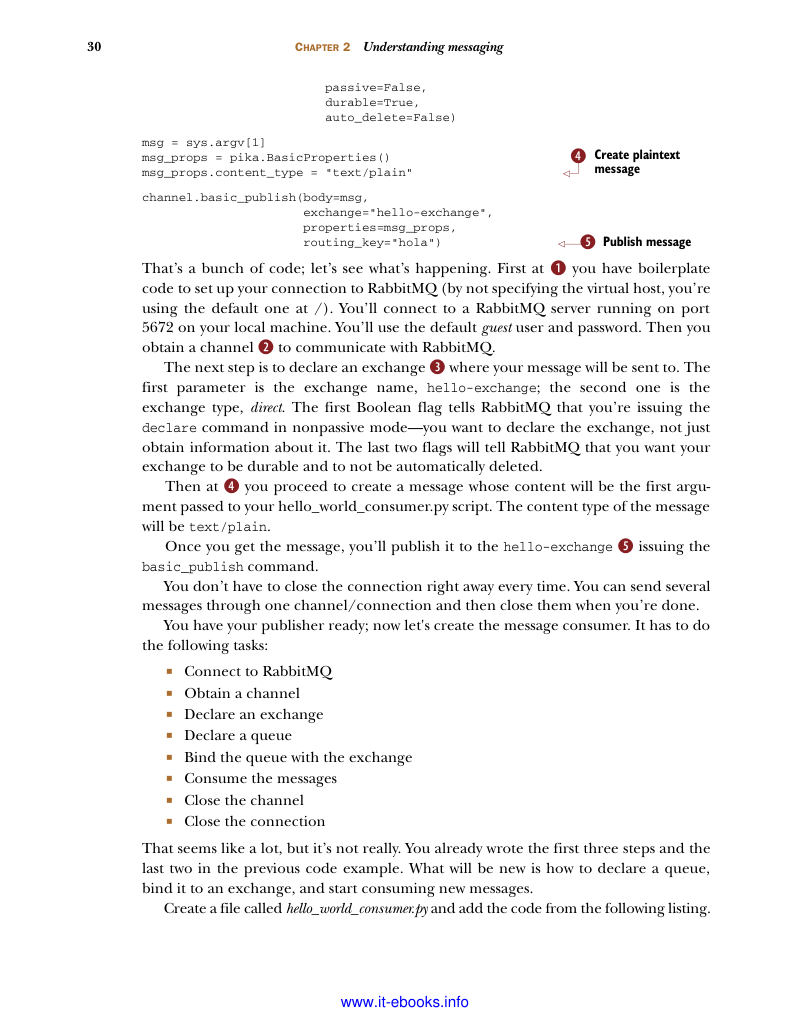 30
CHAPTER 2 Understanding messaging
passive=False,
durable=True,
auto_delete=False)
msg = sys.argv[1]
msg_props = pika.BasicProperties()
msg_props.content_type = "text/plain"
4 Create plaintext
message
channel.basic_publish(body=msg,
exchange="hello-exchange",
properties=msg_props,
routing_key="hola")
5 Publish message
That's a bunch of code; let's see what's happening. First at 1 you have boilerplate
code to set up your connection to RabbitMQ (by not specifying the virtual host, you're
using the default one at /). You'll connect to a RabbitMQ server running on port
5672 on your local machine. You'll use the default guest user and password. Then you
obtain a channel 2 to communicate with RabbitMQ.
The next step is to declare an exchange 3 where your message will be sent to. The
first parameter is the exchange name, hello-exchange; the second one is the
exchange type, direct. The first Boolean flag tells RabbitMQ that you're issuing the
declare command in nonpassive mode—you want to declare the exchange, not just
obtain information about it. The last two flags will tell RabbitMQ that you want your
exchange to be durable and to not be automatically deleted.
Then at 4 you proceed to create a message whose content will be the first argu-
ment passed to your hello_world_consumer.py script. The content type of the message
will be text/plain.
Once you get the message, you'll publish it to the hello-exchange 5 issuing the
basic_publish command.
You don't have to close the connection right away every time. You can send several
messages through one channel/connection and then close them when you're done.
You have your publisher ready; now let's create the message consumer. It has to do
the following tasks:
■ Connect to RabbitMQ
■ Obtain a channel
■ Declare an exchange
■ Declare a queue
■ Bind the queue with the exchange
■ Consume the messages
■ Close the channel
■ Close the connection
That seems like a lot, but it's not really. You already wrote the first three steps and the
last two in the previous code example. What will be new is how to declare a queue,
bind it to an exchange, and start consuming new messages.
Create a file called hello_world_consumer.py and add the code from the following listing.
www.it-ebooks.info